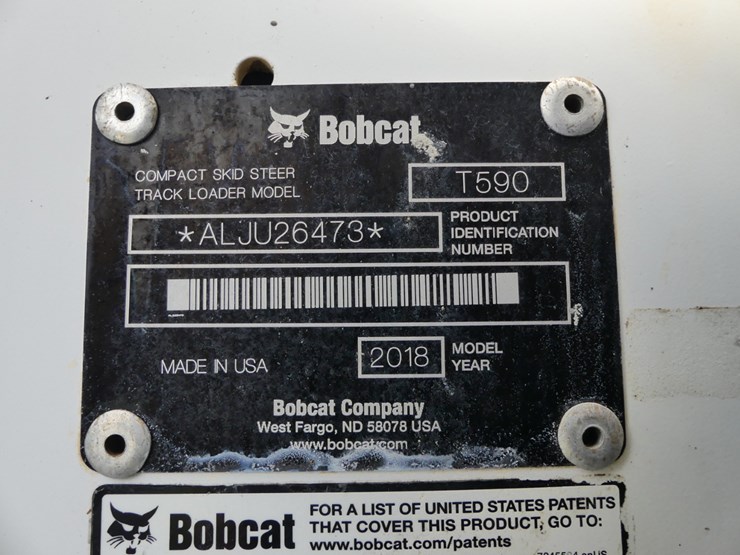 Bobcat
COMPACT SKID STEER
TRACK LOADER MODEL
T590
*ALJU26473*
PRODUCT
IDENTIFICATION
NUMBER
MADE IN USA
2018
MODEL
YEAR
Bobcat Company
West Fargo, ND 58078 USA
www.bobcat.com
Bobcat
FOR A LIST OF UNITED STATES PATENTS
THAT COVER THIS PRODUCT, GO TO:
www.bobcat.com/patents